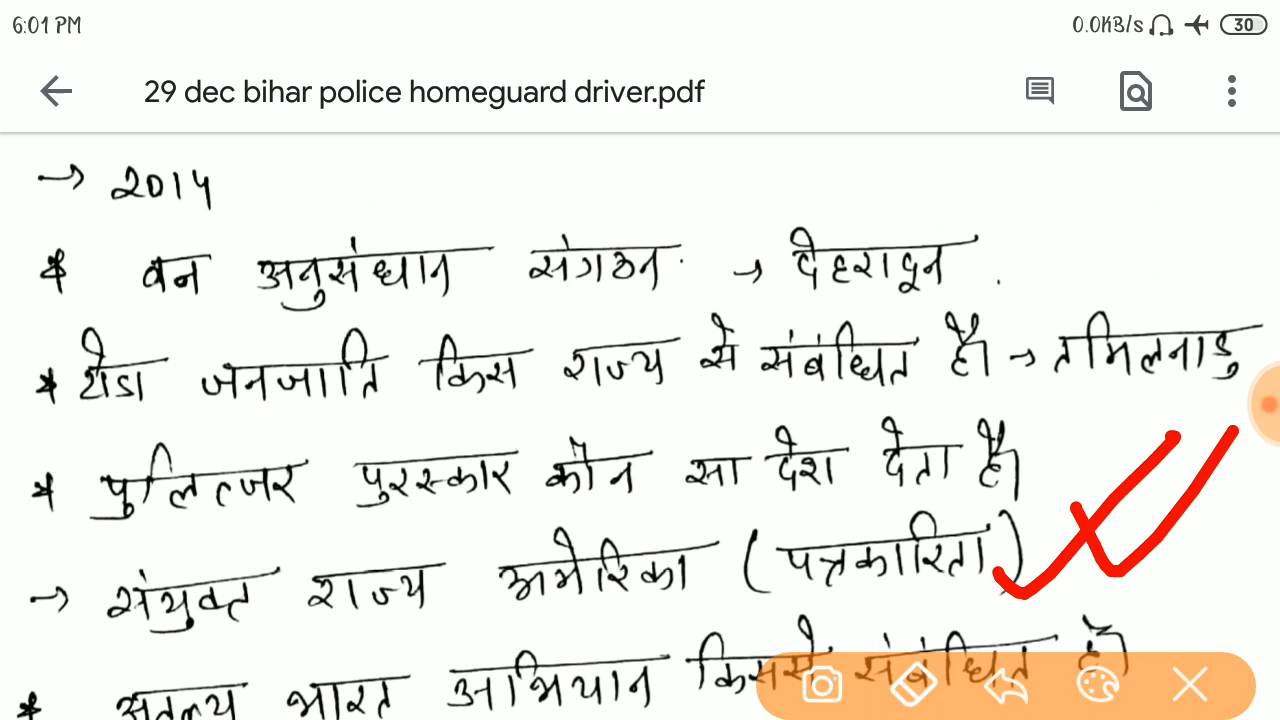 6:01 PM 0.0KB/s 30
29 dec bihar police homeguard driver.pdf
→ 2014
* वन अनुसंधान संगठन → देहरादून .
* टोडा जनजाति किस राज्य से संबंधित है। → तमिलनाडु
* पुलित्जर पुरस्कार कौन सा देश देता है।
→ संयुक्त राज्य अमेरिका (पत्रकारिता)
* भारत अभियान किससे संबंधित है।